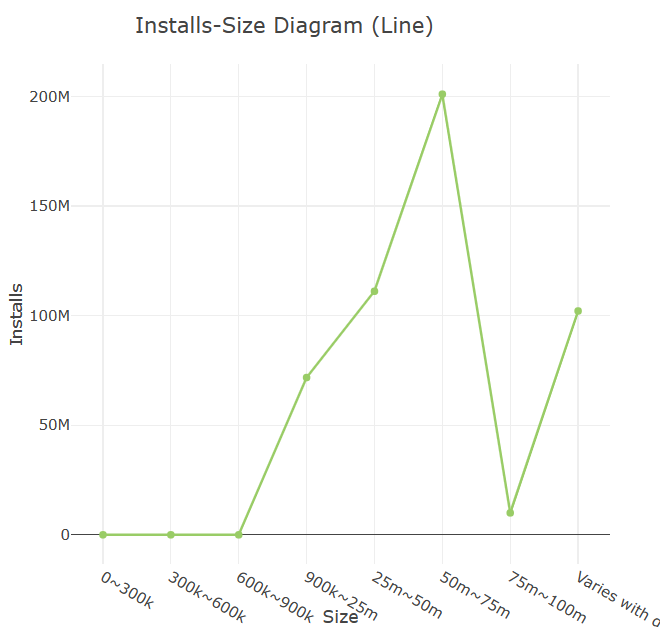 Installs-Size Diagram (Line)
200M
150M
100M
50M
0
Installs
0~300k
300k~600k
600k~900k
900k~25m
25m~50m
50m~75m
75m~100m
Varies with d
Size